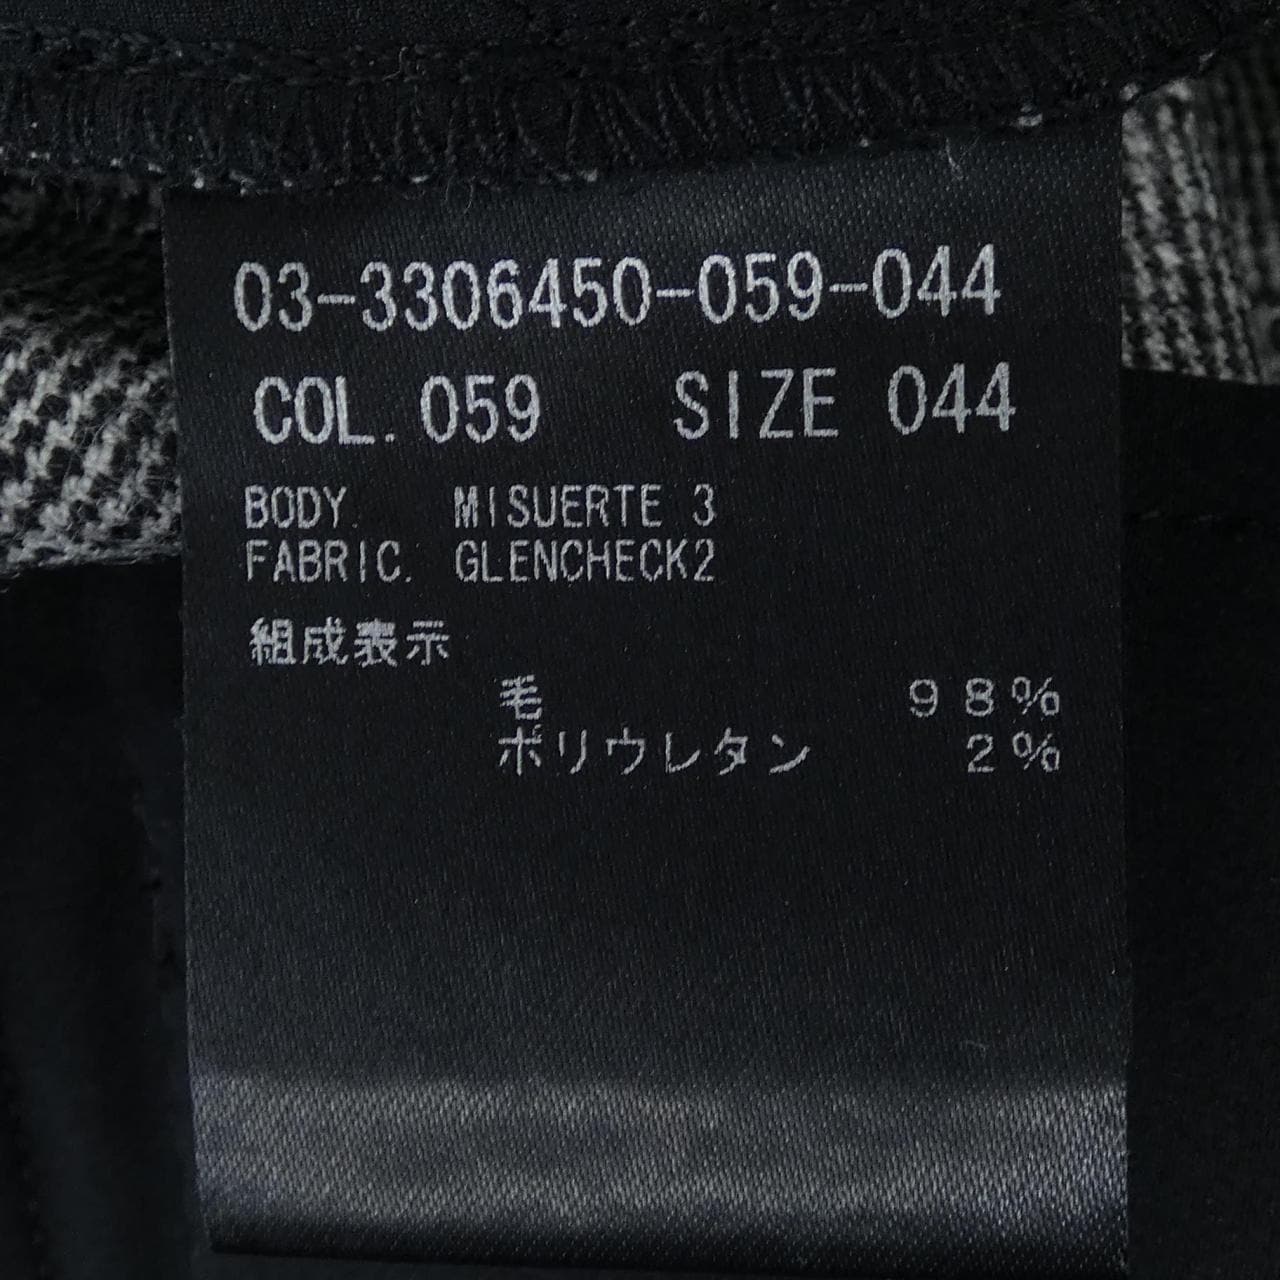 03-3306450-059-044
COL. 059 SIZE 044
BODY. MISUERTE 3
FABRIC. GLENCHECK2
組成表示
毛 98%
ポリウレタン 2%